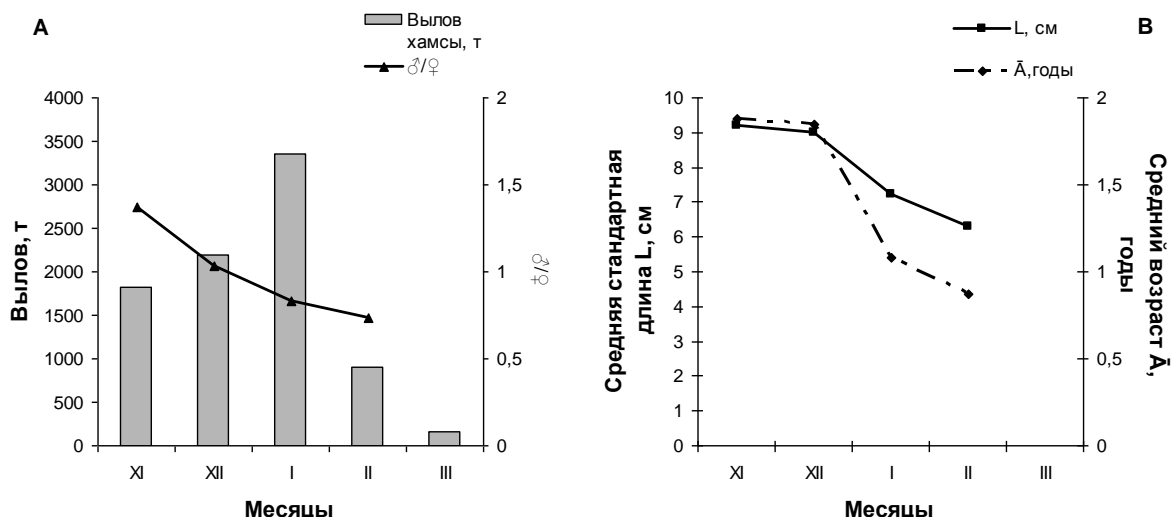 А
Вылов
хамсы, т
♂/♀
4000
3500
3000
2500
2000
1500
1000
500
0
Вылов, т
2
1,5
1
0,5
0
♂/♀
XI
XII
I
II
III
Месяцы
В
L, см
Ā,годы
10
9
8
7
6
5
4
3
2
1
0
Средняя стандартная
длина L, см
2
1,5
1
0,5
0
Средний возраст Ā,
годы
XI
XII
I
II
III
Месяцы